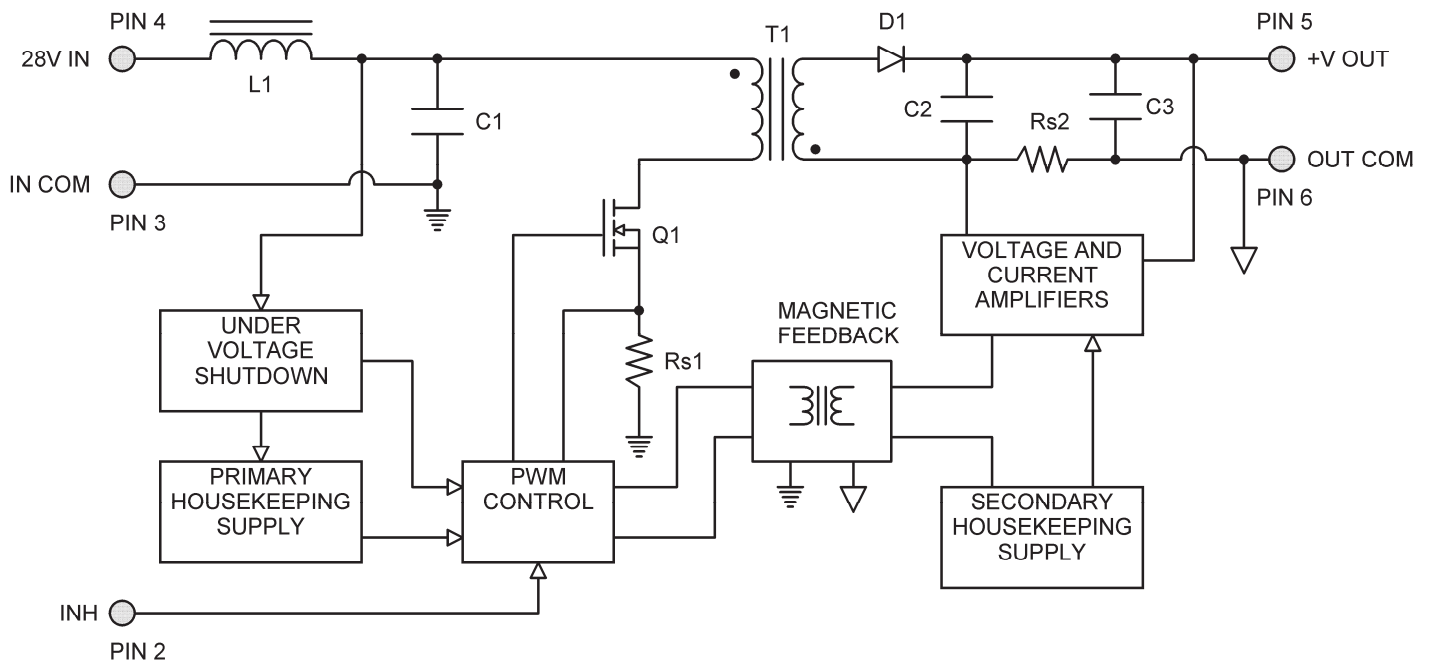 PIN 4
28V IN
L1
C1
IN COM
PIN 3
T1
D1
PIN 5
+V OUT
C2
Rs2
C3
OUT COM
PIN 6
Q1
Rs1
UNDER
VOLTAGE
SHUTDOWN
PRIMARY
HOUSEKEEPING
SUPPLY
PWM
CONTROL
MAGNETIC
FEEDBACK
VOLTAGE AND
CURRENT
AMPLIFIERS
SECONDARY
HOUSEKEEPING
SUPPLY
INH
PIN 2